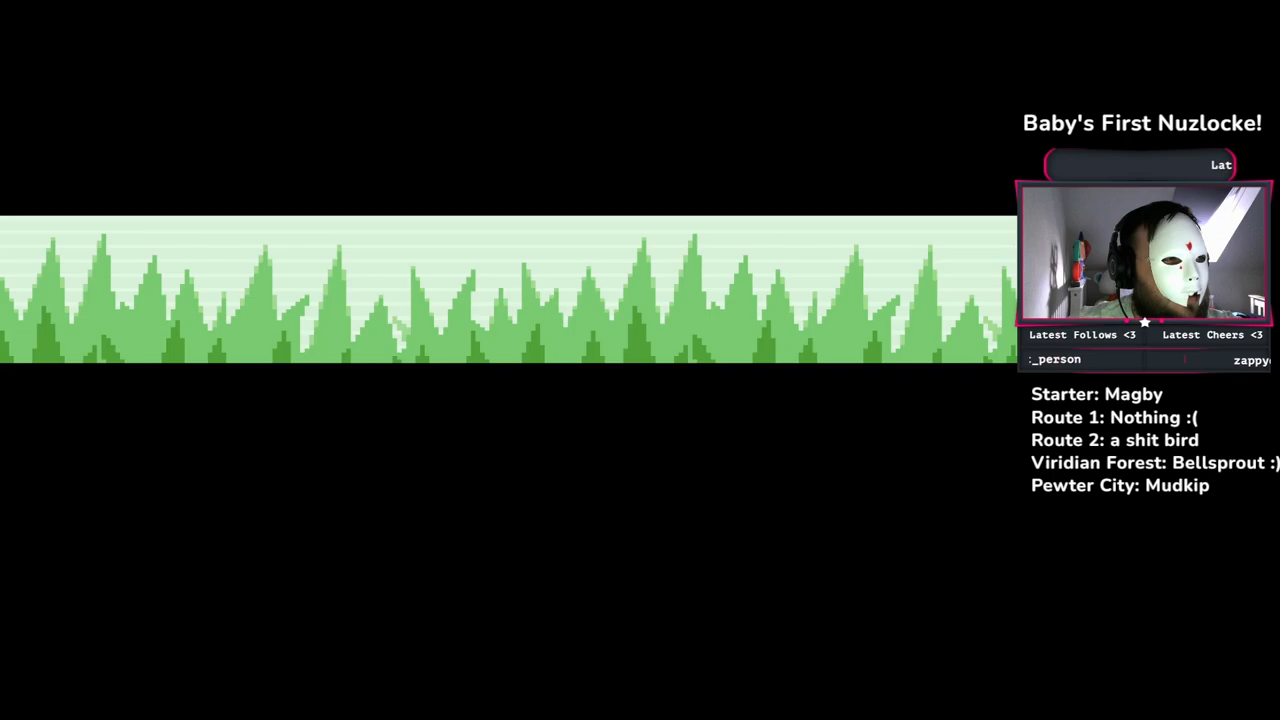 Baby's First Nuzlocke!
Lat
Latest Follows <3 Latest Cheers <3
:_person zappy
Starter: Magby
Route 1: Nothing :(
Route 2: a shit bird
Viridian Forest: Bellsprout :)
Pewter City: Mudkip